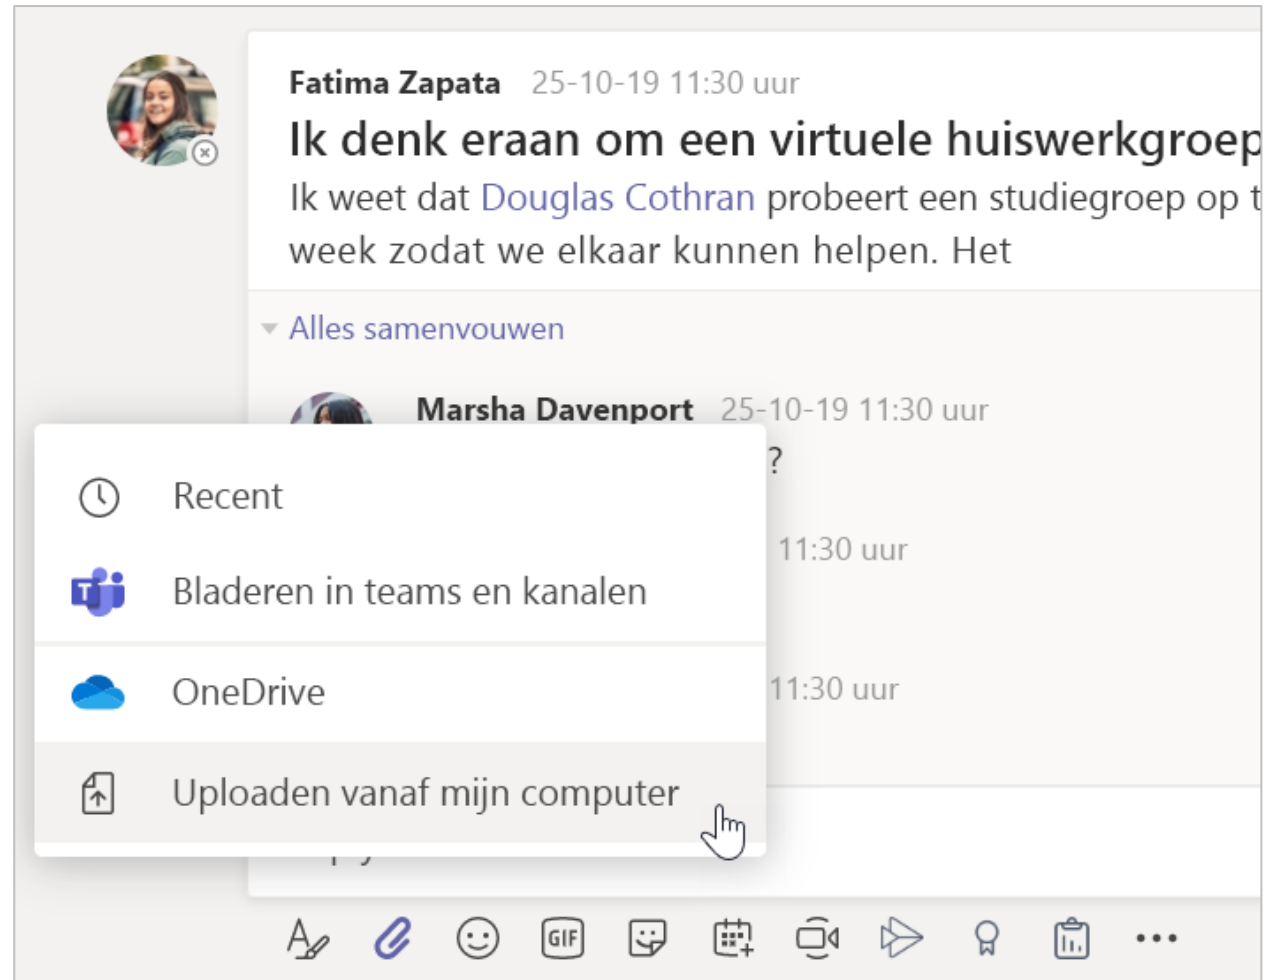 Fatima Zapata 25-10-19 11:30 uur
Ik denk eraan om een virtuele huiswerkgroep
Ik weet dat Douglas Cothran probeert een studiegroep op t
week zodat we elkaar kunnen helpen. Het
Alles samenvouwen
Marsha Davenport 25-10-19 11:30 uur
?
Recent
11:30 uur
Bladeren in teams en kanalen
OneDrive
11:30 uur
Uploaden vanaf mijn computer
GIF